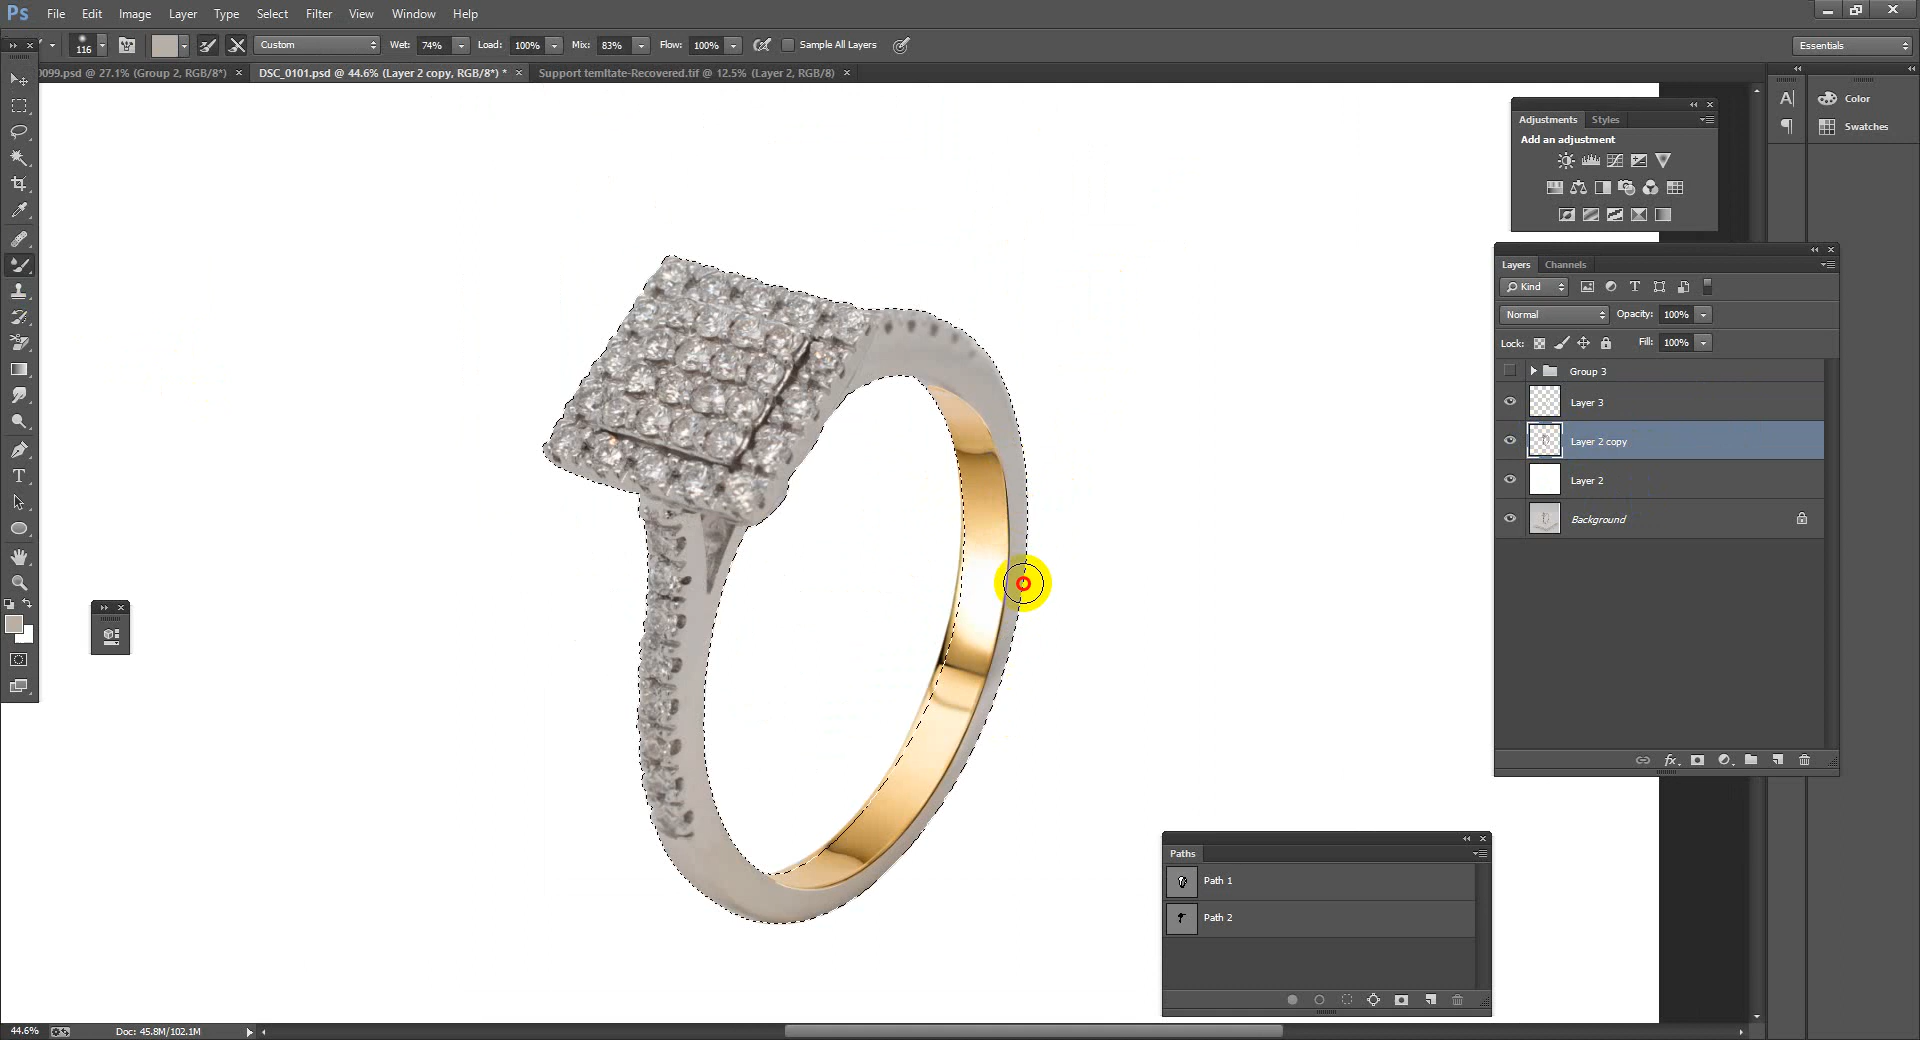 Ps File Edit Image Layer Type Select Filter View Window Help
116 Custom Wet: 74% Load: 100% Mix: 83% Flow: 100% Sample All Layers Essentials
0099.psd @ 27.1% (Group 2, RGB/8*) × DSC_0101.psd @ 44.6% (Layer 2 copy, RGB/8*) * × Support temltate-Recovered.tif @ 12.5% (Layer 2, RGB/8) ×
Color
Swatches
Adjustments Styles
Add an adjustment
Layers Channels
Kind
Normal Opacity: 100%
Lock: Fill: 100%
Group 3
Layer 3
Layer 2 copy
Layer 2
Background
Paths
Path 1
Path 2
44.6% Doc: 45.8M/102.1M